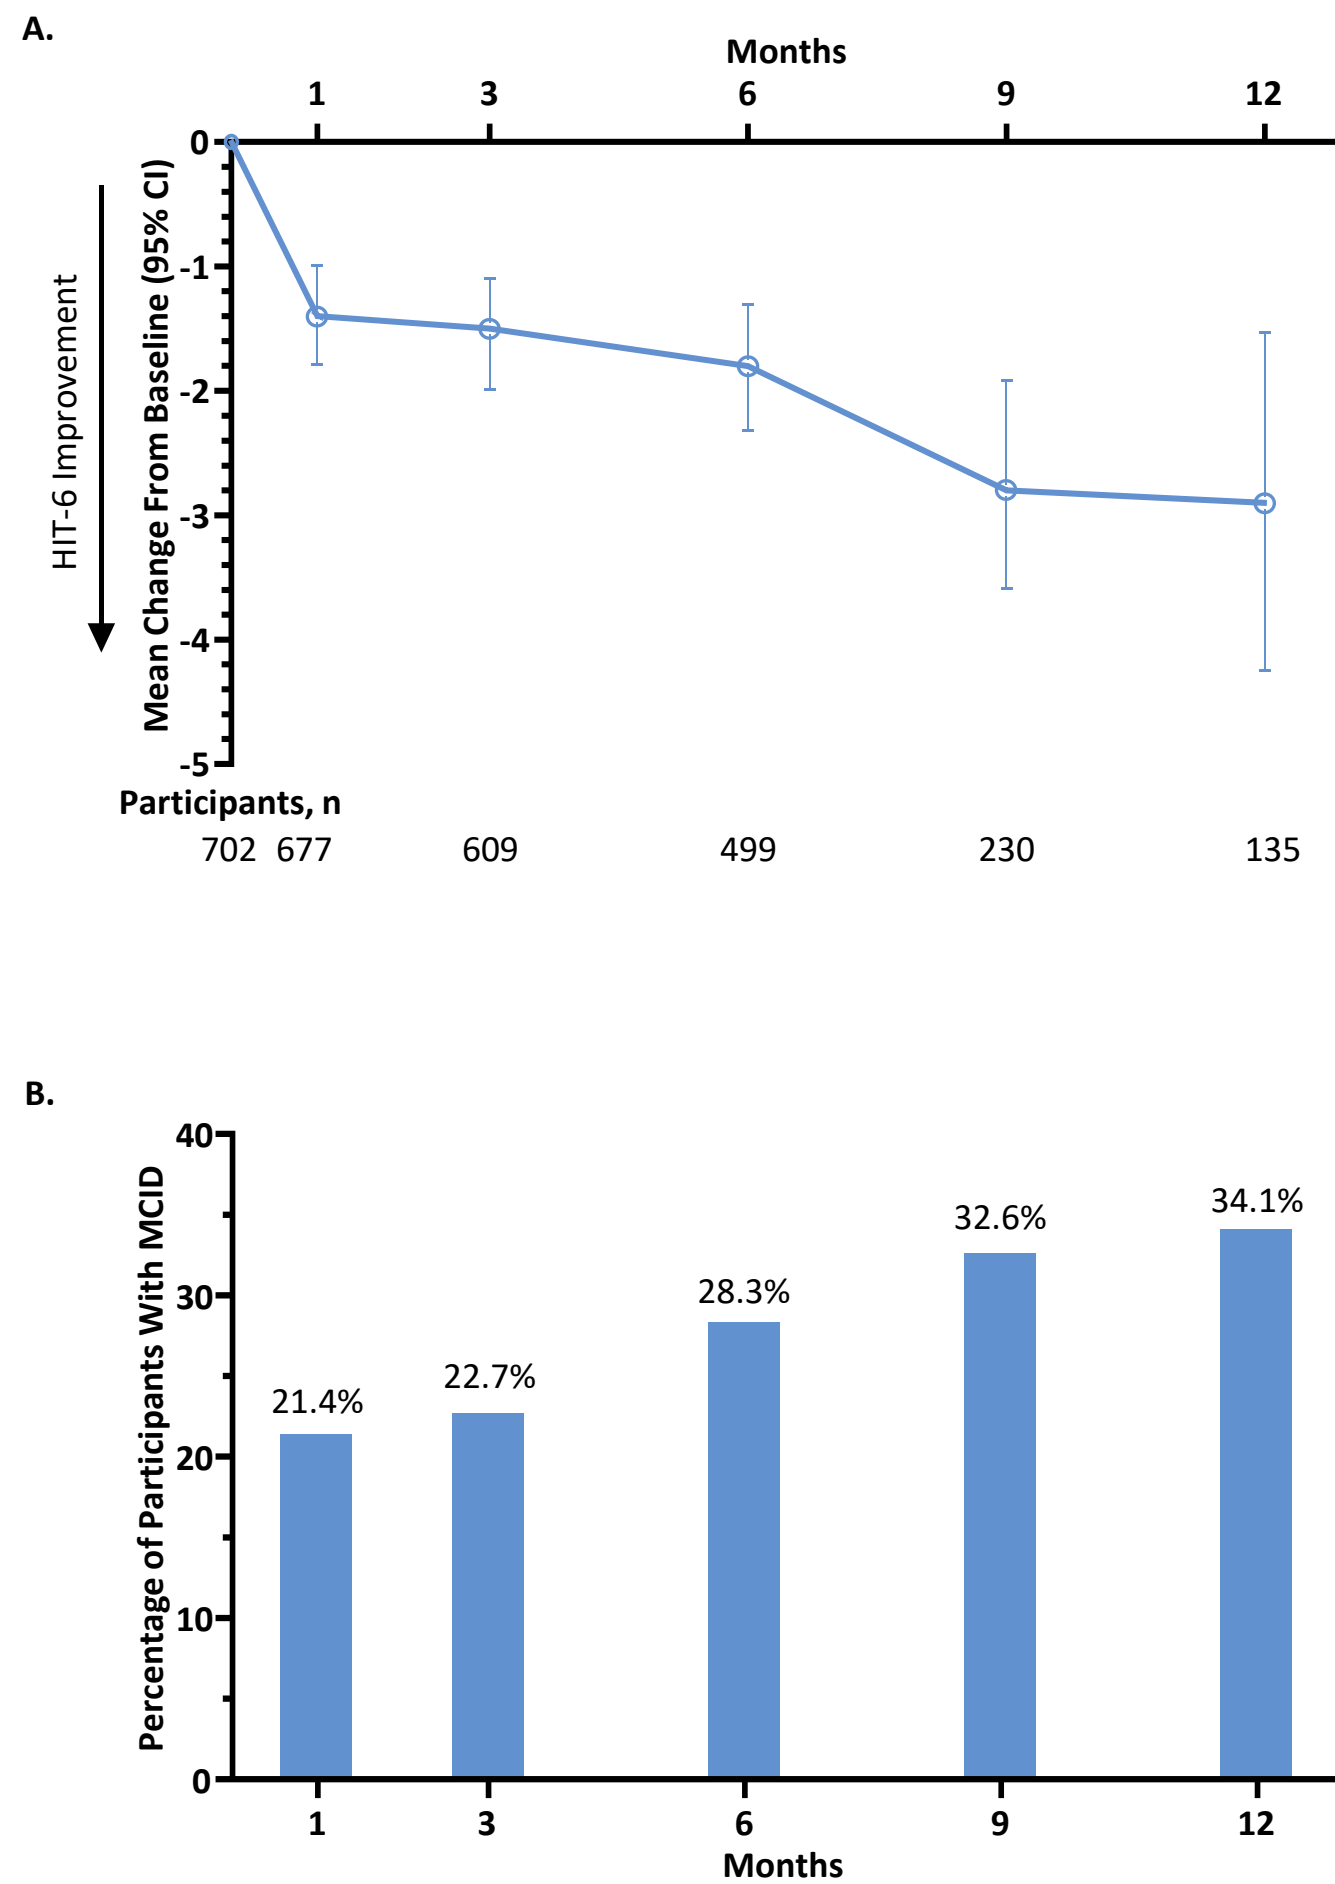 A.
Months
1 3 6 9 12
0
-1
-2
-3
-4
-5
Mean Change From Baseline (95% CI)
HIT-6 Improvement
Participants, n
702 677 609 499 230 135
B.
40
30
20
10
0
Percentage of Participants With MCID
21.4%
22.7%
28.3%
32.6%
34.1%
1 3 6 9 12
Months